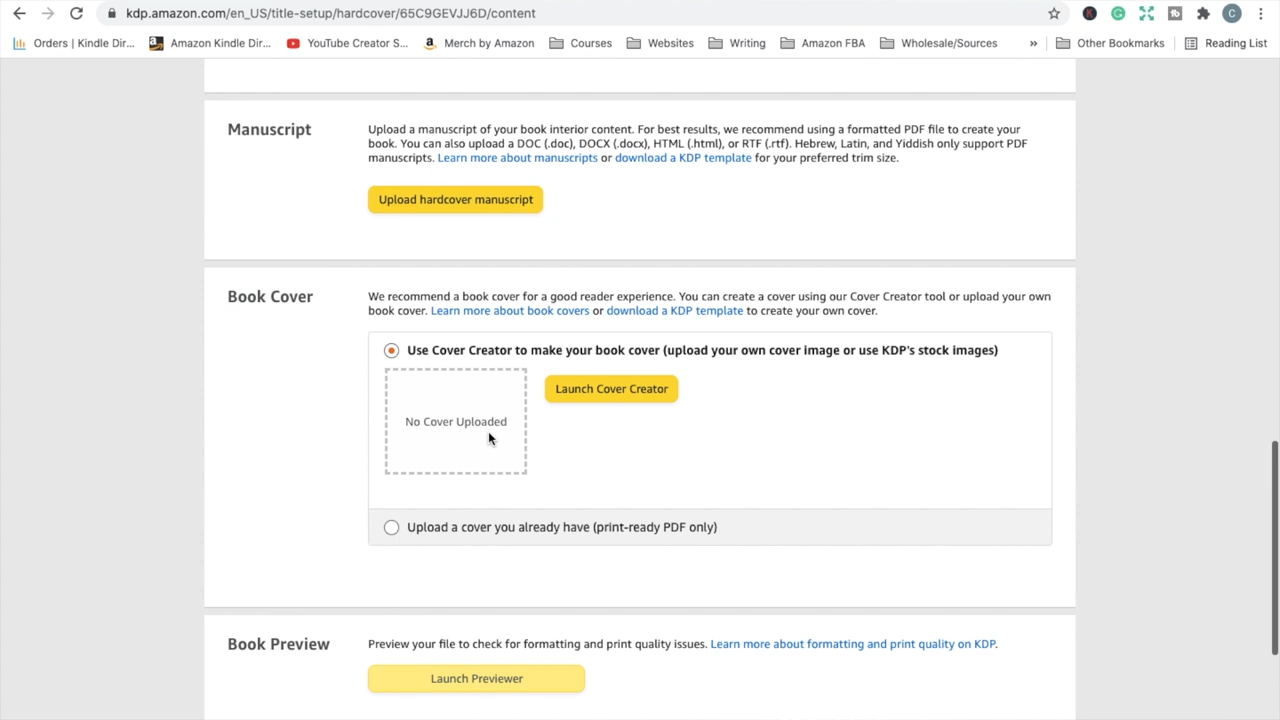 kdp.amazon.com/en_US/title-setup/hardcover/65C9GEVJJ6D/content
Orders | Kindle Dir...
Amazon Kindle Dir...
YouTube Creator S...
Merch by Amazon
Courses
Websites
Writing
Amazon FBA
Wholesale/Sources
»
Other Bookmarks
Reading List
Manuscript
Upload a manuscript of your book interior content. For best results, we recommend using a formatted PDF file to create your
book. You can also upload a DOC (.doc), DOCX (.docx), HTML (.html), or RTF (.rtf). Hebrew, Latin, and Yiddish only support PDF
manuscripts. Learn more about manuscripts or download a KDP template for your preferred trim size.
Upload hardcover manuscript
Book Cover
We recommend a book cover for a good reader experience. You can create a cover using our Cover Creator tool or upload your own
book cover. Learn more about book covers or download a KDP template to create your own cover.
Use Cover Creator to make your book cover (upload your own cover image or use KDP's stock images)
Launch Cover Creator
No Cover Uploaded
Upload a cover you already have (print-ready PDF only)
Book Preview
Preview your file to check for formatting and print quality issues. Learn more about formatting and print quality on KDP.
Launch Previewer